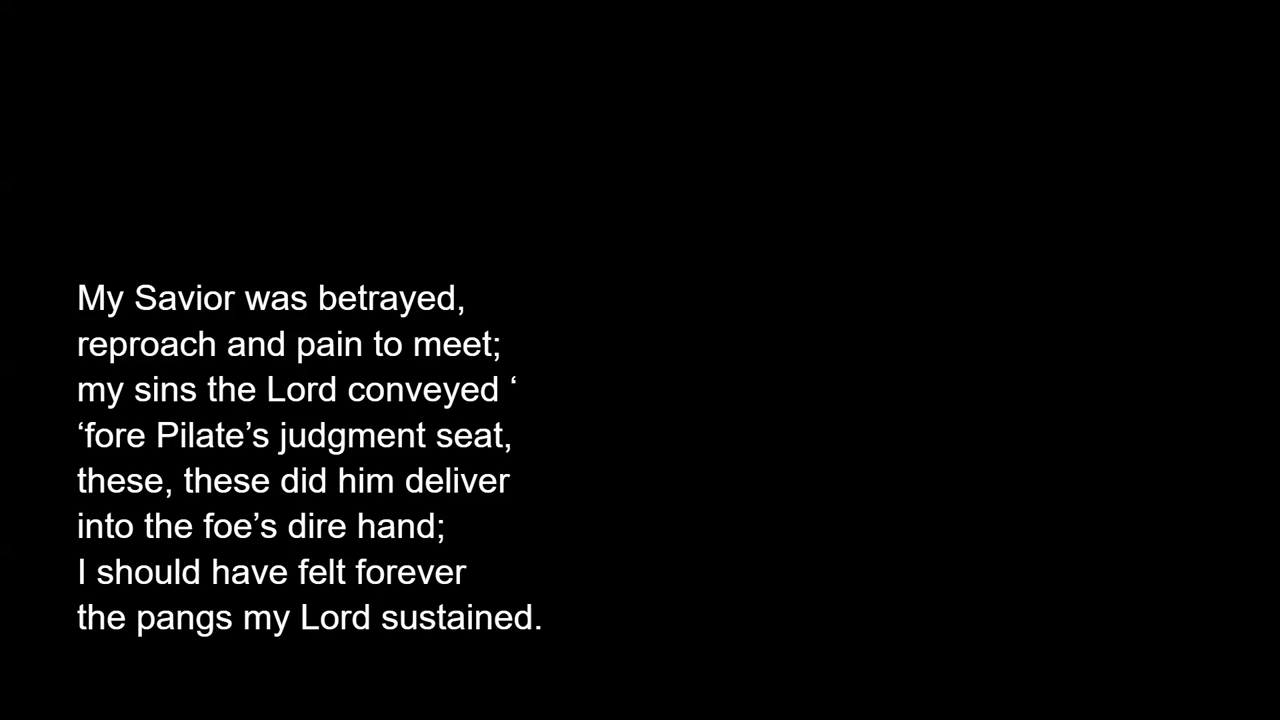 My Savior was betrayed,
reproach and pain to meet;
my sins the Lord conveyed ‘
‘fore Pilate’s judgment seat,
these, these did him deliver
into the foe’s dire hand;
I should have felt forever
the pangs my Lord sustained.